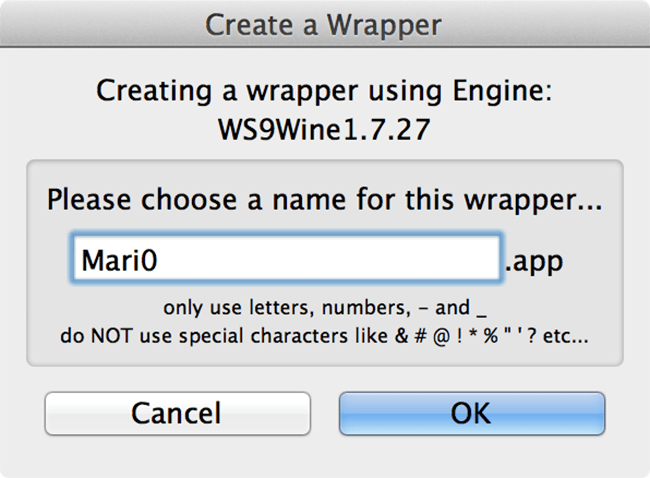 Create a Wrapper
Creating a wrapper using Engine:
WS9Wine1.7.27
Please choose a name for this wrapper...
Mari0 .app
only use letters, numbers, - and _
do NOT use special characters like & # @ ! * % " ' ? etc...
Cancel OK